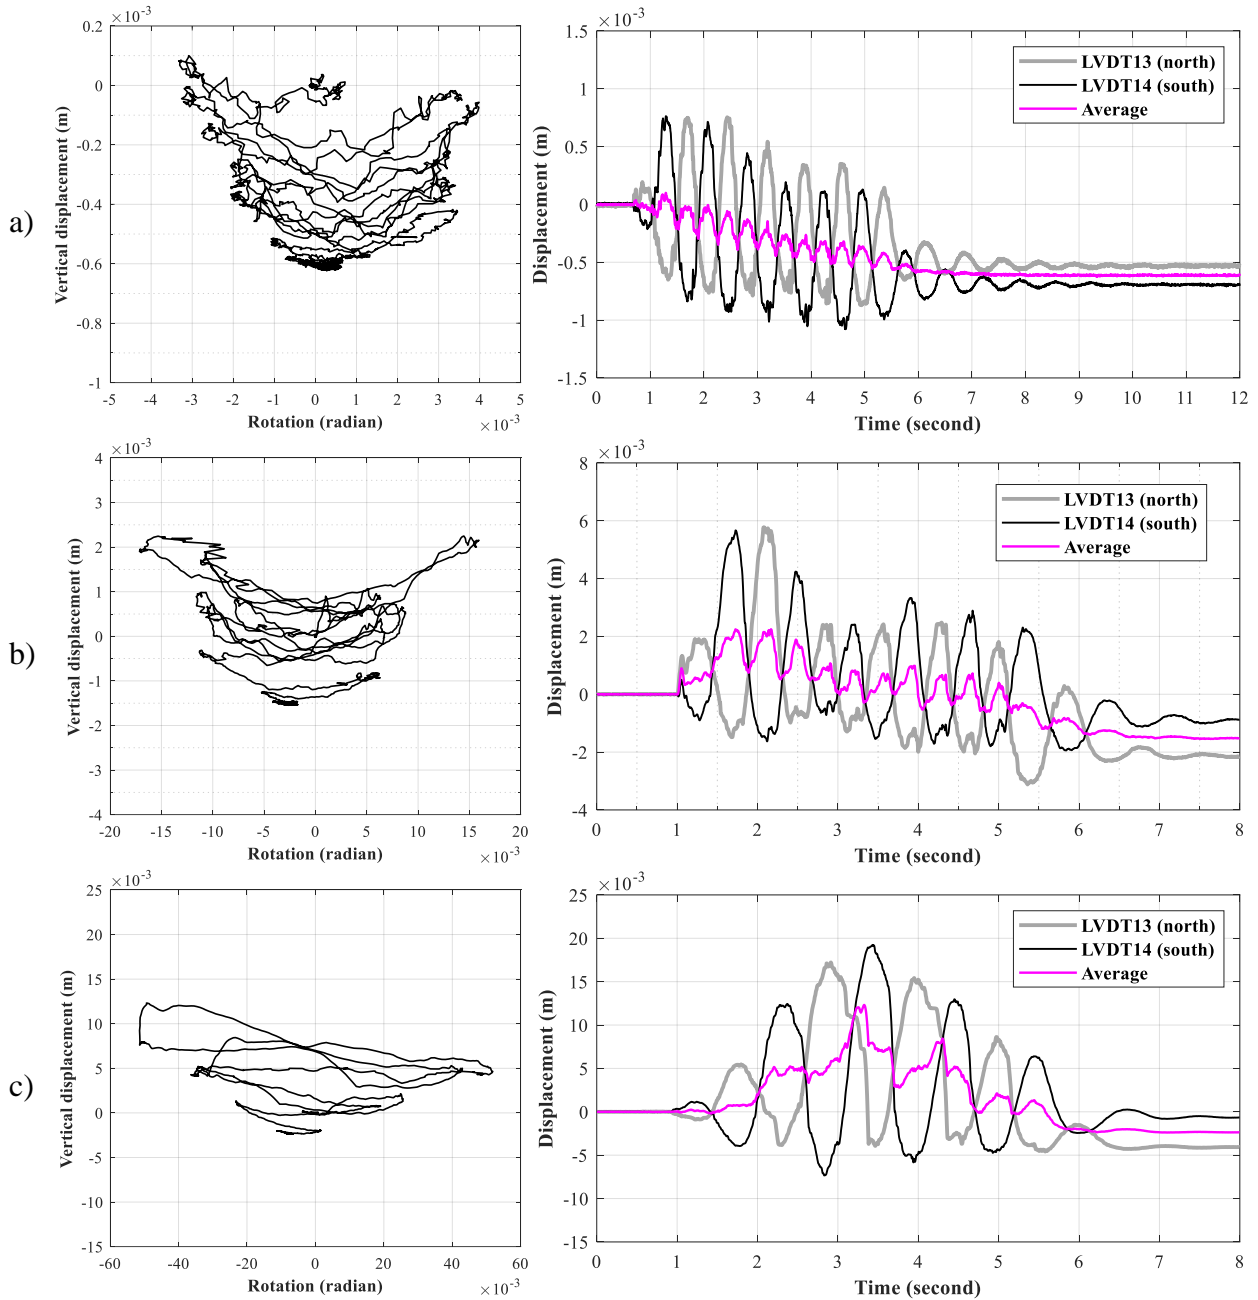 a)
×10-3
0.2
0
-0.2
-0.4
-0.6
-0.8
-1
Vertical displacement (m)
-5 -4 -3 -2 -1 0 1 2 3 4 5
Rotation (radian)
×10-3
×10-3
1.5
1
0.5
0
-0.5
-1
-1.5
Displacement (m)
LVDT13 (north)
LVDT14 (south)
Average
0 1 2 3 4 5 6 7 8 9 10 11 12
Time (second)
b)
×10-3
4
3
2
1
0
-1
-2
-3
-4
Vertical displacement (m)
-20 -15 -10 -5 0 5 10 15 20
Rotation (radian)
×10-3
×10-3
8
6
4
2
0
-2
-4
Displacement (m)
LVDT13 (north)
LVDT14 (south)
Average
0 1 2 3 4 5 6 7 8
Time (second)
c)
×10-3
25
20
15
10
5
0
-5
-10
-15
Vertical displacement (m)
-60 -40 -20 0 20 40 60
Rotation (radian)
×10-3
×10-3
25
20
15
10
5
0
-5
-10
-15
Displacement (m)
LVDT13 (north)
LVDT14 (south)
Average
0 1 2 3 4 5 6 7 8
Time (second)